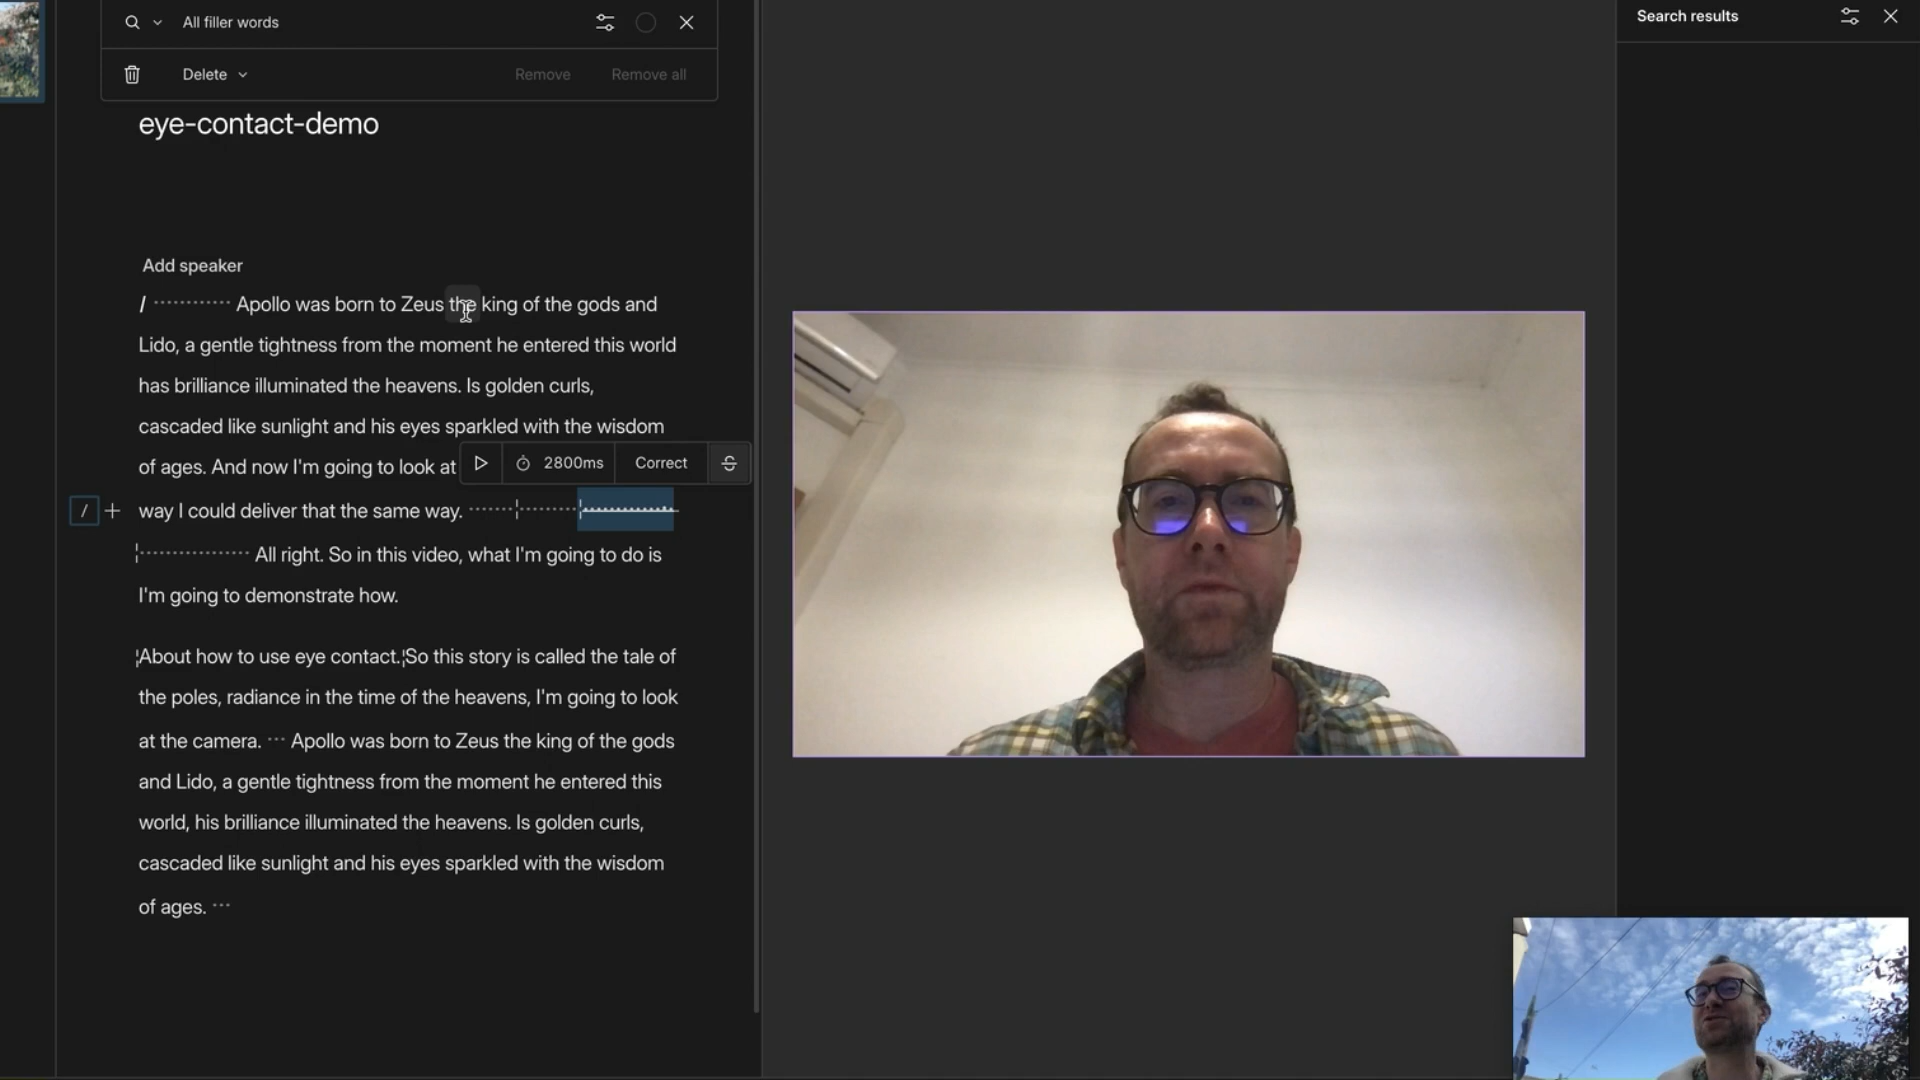 All filler words
Search results
Delete
Remove
Remove all
eye-contact-demo
Add speaker
/ Apollo was born to Zeus the king of the gods and
Lido, a gentle tightness from the moment he entered this world
has brilliance illuminated the heavens. Is golden curls,
cascaded like sunlight and his eyes sparkled with the wisdom
of ages. And now I'm going to look at
2800ms
Correct
/ + way I could deliver that the same way.
All right. So in this video, what I'm going to do is
I'm going to demonstrate how.
About how to use eye contact. So this story is called the tale of
the poles, radiance in the time of the heavens, I'm going to look
at the camera. ··· Apollo was born to Zeus the king of the gods
and Lido, a gentle tightness from the moment he entered this
world, his brilliance illuminated the heavens. Is golden curls,
cascaded like sunlight and his eyes sparkled with the wisdom
of ages. ···